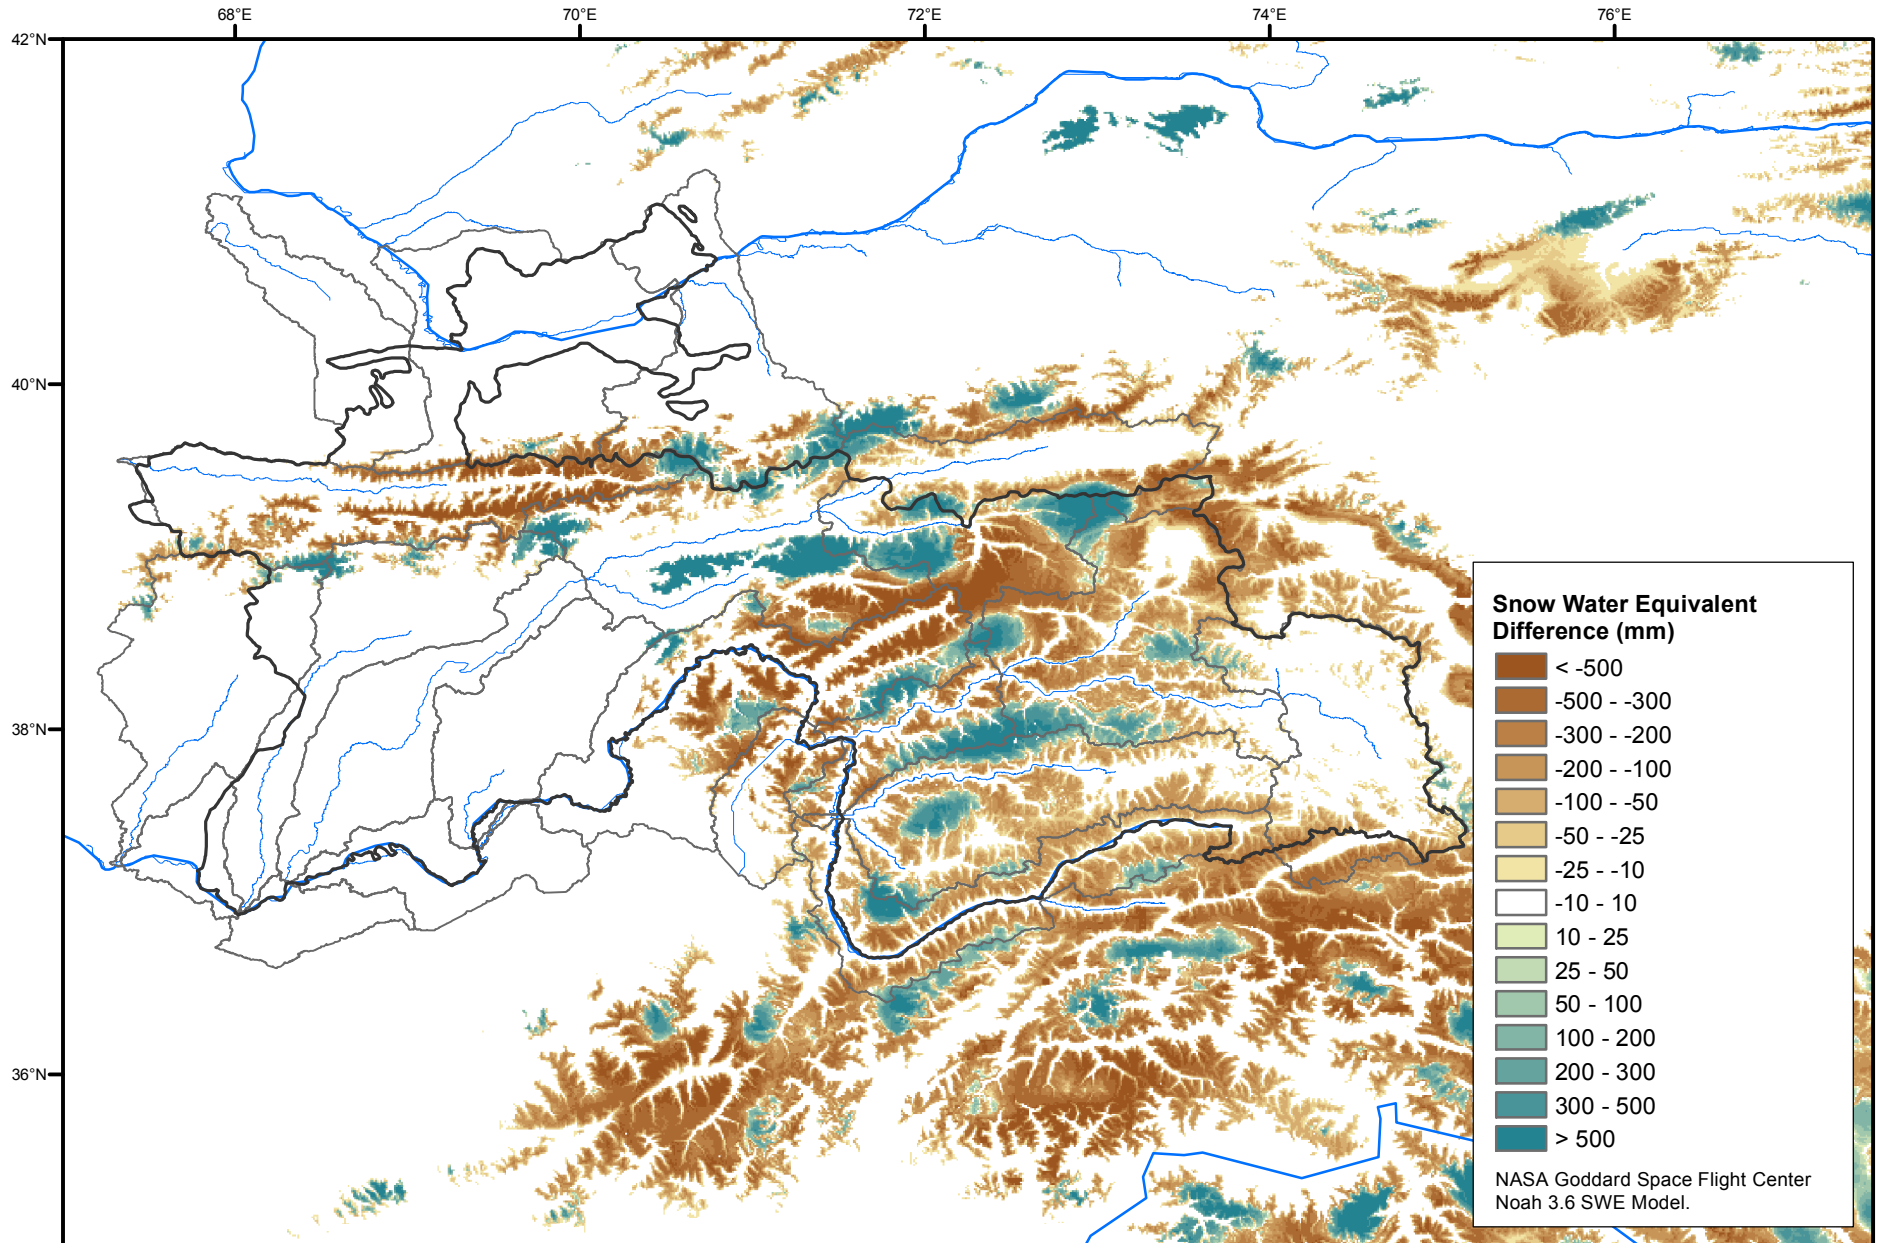 68°E 70°E 72°E 74°E 76°E
42°N
40°N
38°N
36°N
Snow Water Equivalent
Difference (mm)
< -500
-500 - -300
-300 - -200
-200 - -100
-100 - -50
-50 - -25
-25 - -10
-10 - 10
10 - 25
25 - 50
50 - 100
100 - 200
200 - 300
300 - 500
> 500
NASA Goddard Space Flight Center
Noah 3.6 SWE Model.